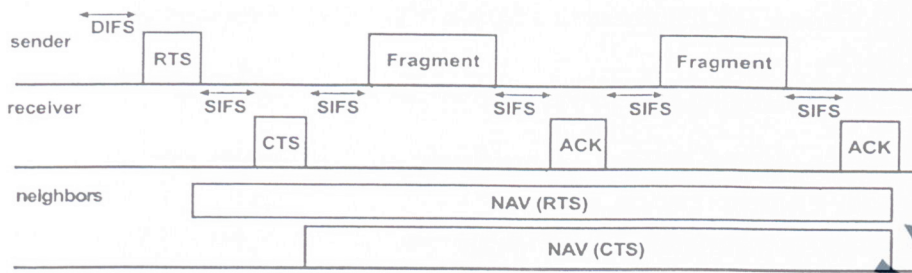 DIFS
sender
RTS
Fragment
Fragment
SIFS
SIFS
SIFS
SIFS
SIFS
receiver
CTS
ACK
ACK
neighbors
NAV (RTS)
NAV (CTS)